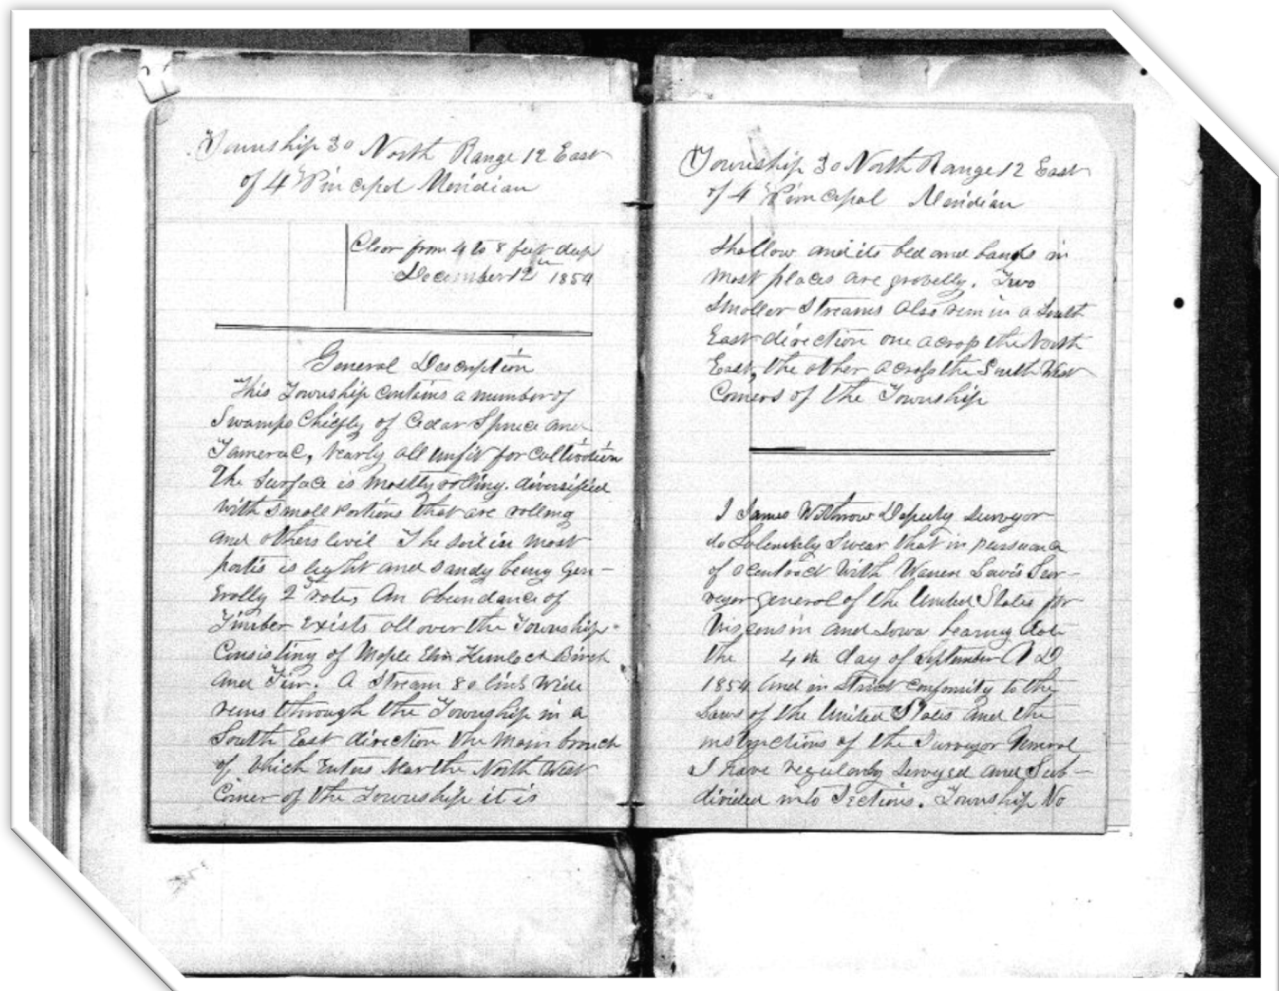 Township 30 North Range 12 East
of 4 Principal Meridian
Clear from 4 to 8 feet deep
December 12th 1854
General Description
This Township contains a number of
Swamps Chiefly of Cedar Spruce and
Tamerac, nearly all unfit for Cultivation
The Surface is mostly rolling. diversified
with small Portions that are rolling
and others level The soil in most
parts is light and sandy being Gen-
erally 2d rate, An abundance of
Timber exists all over the Township
Consisting of Maple Elm Hemlock Birch
and Fir. A Stream 80 links wide
runs through the Township in a
South East direction the main branch
of which Enters Near the North West
Corner of the Township it is
Township 30 North Range 12 East
of 4 Principal Meridian
shallow and its bed and banks in
most places are gravelly. Two
smaller Streams also run in a South
East direction one across the North
East, the other across the South West
Corners of the Township
I James Withrow Deputy Surveyor
do Solemnly Swear that in pursuance
of a contract with Warner Lewis Sur-
veyor general of the United States for
Wisconsin and Iowa bearing date
the 4th day of September A D
1854 and in strict conformity to the
Laws of the United States and the
instructions of the Surveyor General
I have regularly Surveyed and Sub-
divided into Sections. Township No